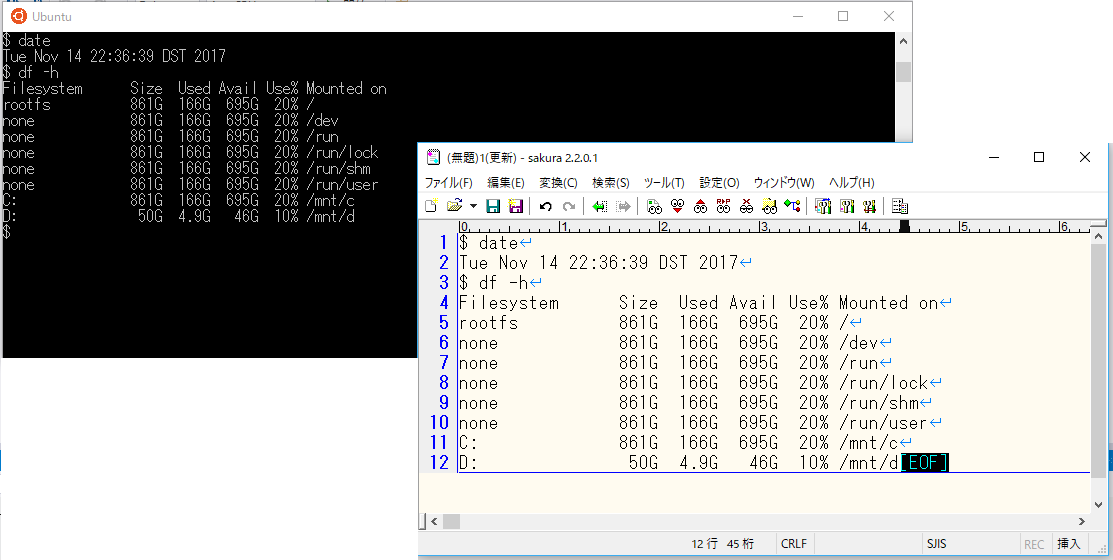 Ubuntu
$ date
Tue Nov 14 22:36:39 DST 2017
$ df -h
Filesystem      Size  Used Avail Use% Mounted on
rootfs          861G  166G  695G  20% /
none            861G  166G  695G  20% /dev
none            861G  166G  695G  20% /run
none            861G  166G  695G  20% /run/lock
none            861G  166G  695G  20% /run/shm
none            861G  166G  695G  20% /run/user
C:              861G  166G  695G  20% /mnt/c
D:               50G  4.9G   46G  10% /mnt/d
$
(無題)1(更新) - sakura 2.2.0.1
ファイル(F) 編集(E) 変換(C) 検索(S) ツール(T) 設定(O) ウィンドウ(W) ヘルプ(H)
0 1 2 3 4 5 6
1 $ date↵
2 Tue Nov 14 22:36:39 DST 2017↵
3 $ df -h↵
4 Filesystem      Size  Used Avail Use% Mounted on↵
5 rootfs          861G  166G  695G  20% /↵
6 none            861G  166G  695G  20% /dev↵
7 none            861G  166G  695G  20% /run↵
8 none            861G  166G  695G  20% /run/lock↵
9 none            861G  166G  695G  20% /run/shm↵
10 none            861G  166G  695G  20% /run/user↵
11 C:              861G  166G  695G  20% /mnt/c↵
12 D:               50G  4.9G   46G  10% /mnt/d[EOF]
12 行 45 桁 CRLF SJIS REC 挿入